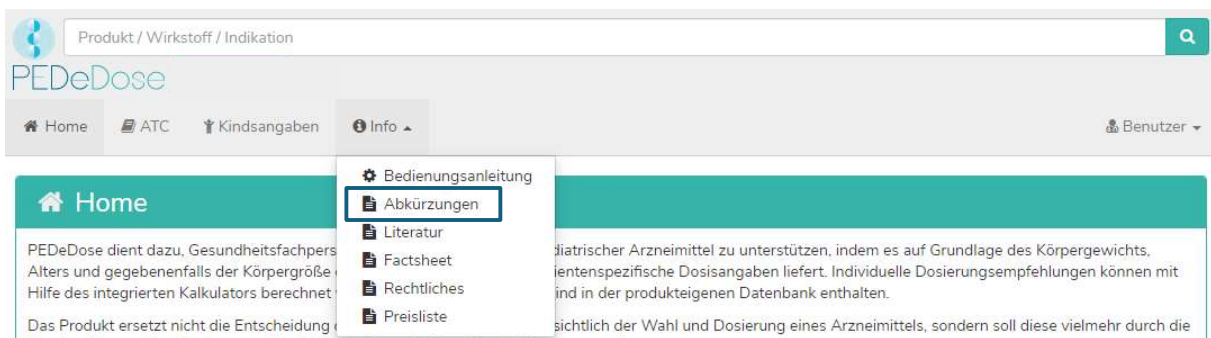 Produkt / Wirkstoff / Indikation
PEDeDose
Home ATC Kindsangaben Info Benutzer
Bedienungsanleitung
Abkürzungen
Literatur
Factsheet
Rechtliches
Preisliste
Home
PEDeDose dient dazu, Gesundheitsfachpers diatrischer Arzneimittel zu unterstützen, indem es auf Grundlage des Körpergewichts,
Alters und gegebenenfalls der Körpergröße ientenspezifische Dosisangaben liefert. Individuelle Dosierungsempfehlungen können mit
Hilfe des integrierten Kalkulators berechnet ind in der produkteigenen Datenbank enthalten.
Das Produkt ersetzt nicht die Entscheidung sichtlich der Wahl und Dosierung eines Arzneimittels, sondern soll diese vielmehr durch die